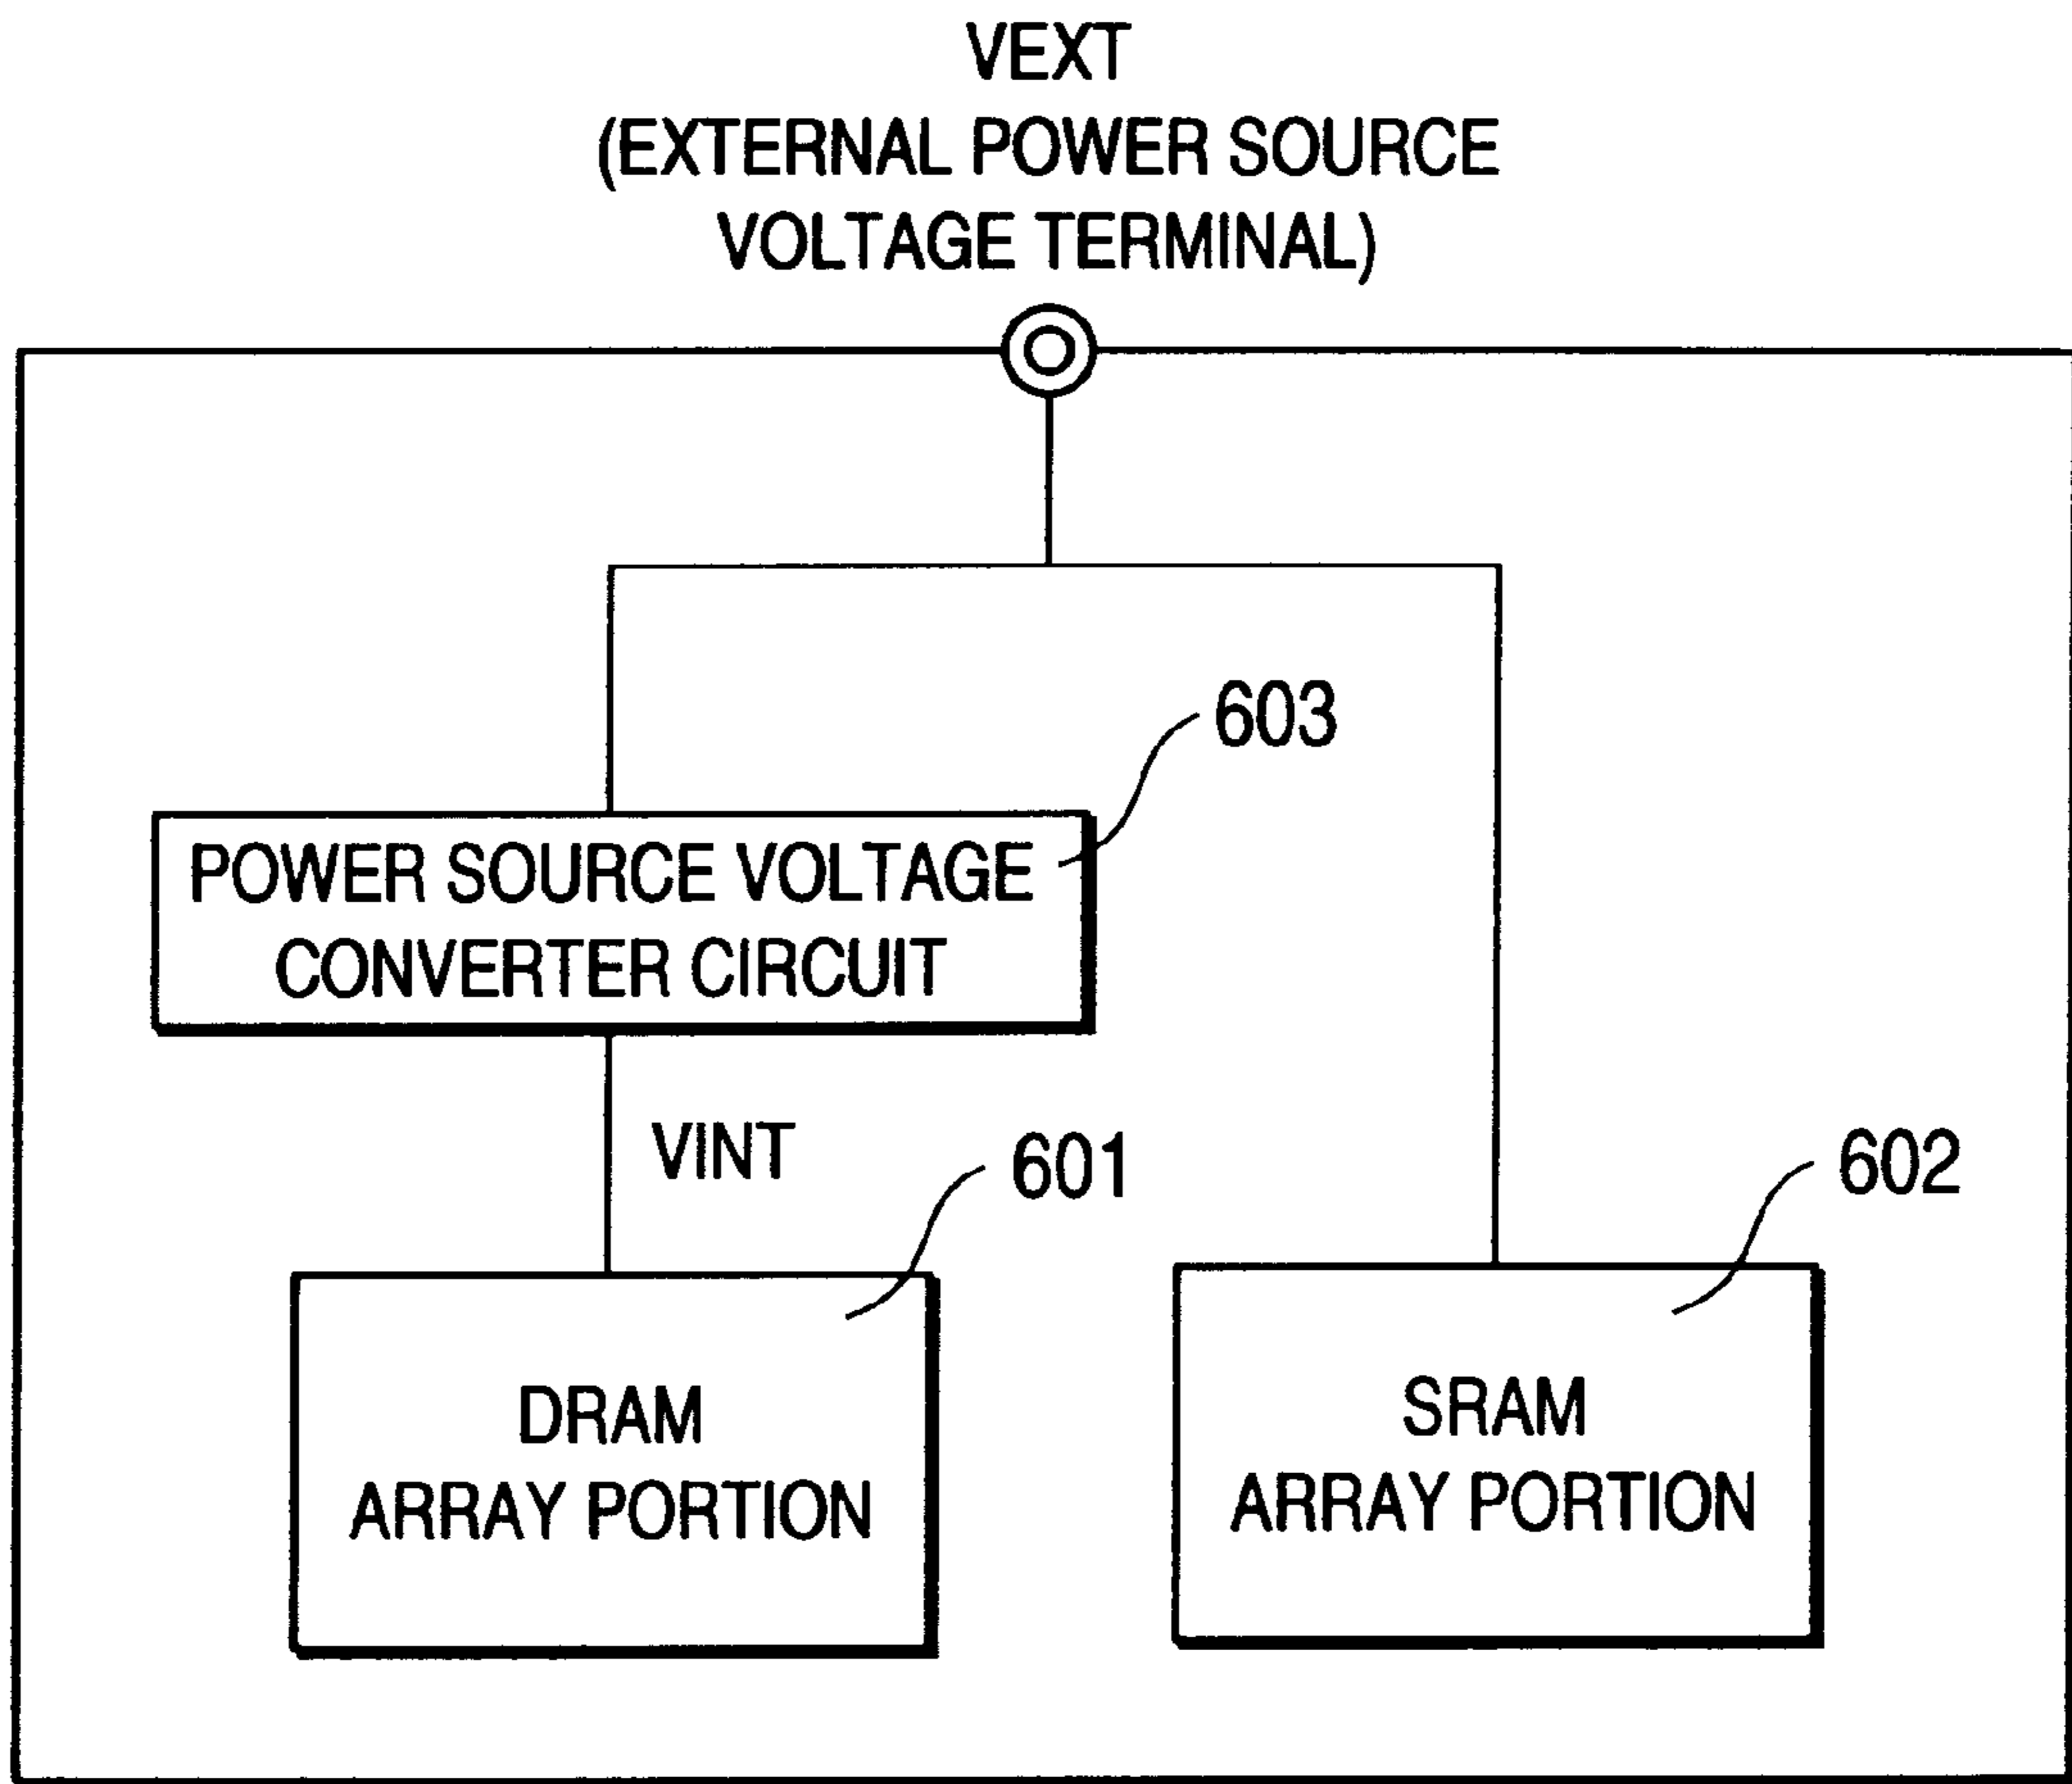 VEXT
(EXTERNAL POWER SOURCE
VOLTAGE TERMINAL)
603
POWER SOURCE VOLTAGE
CONVERTER CIRCUIT
VINT
601
602
DRAM
ARRAY PORTION
SRAM
ARRAY PORTION